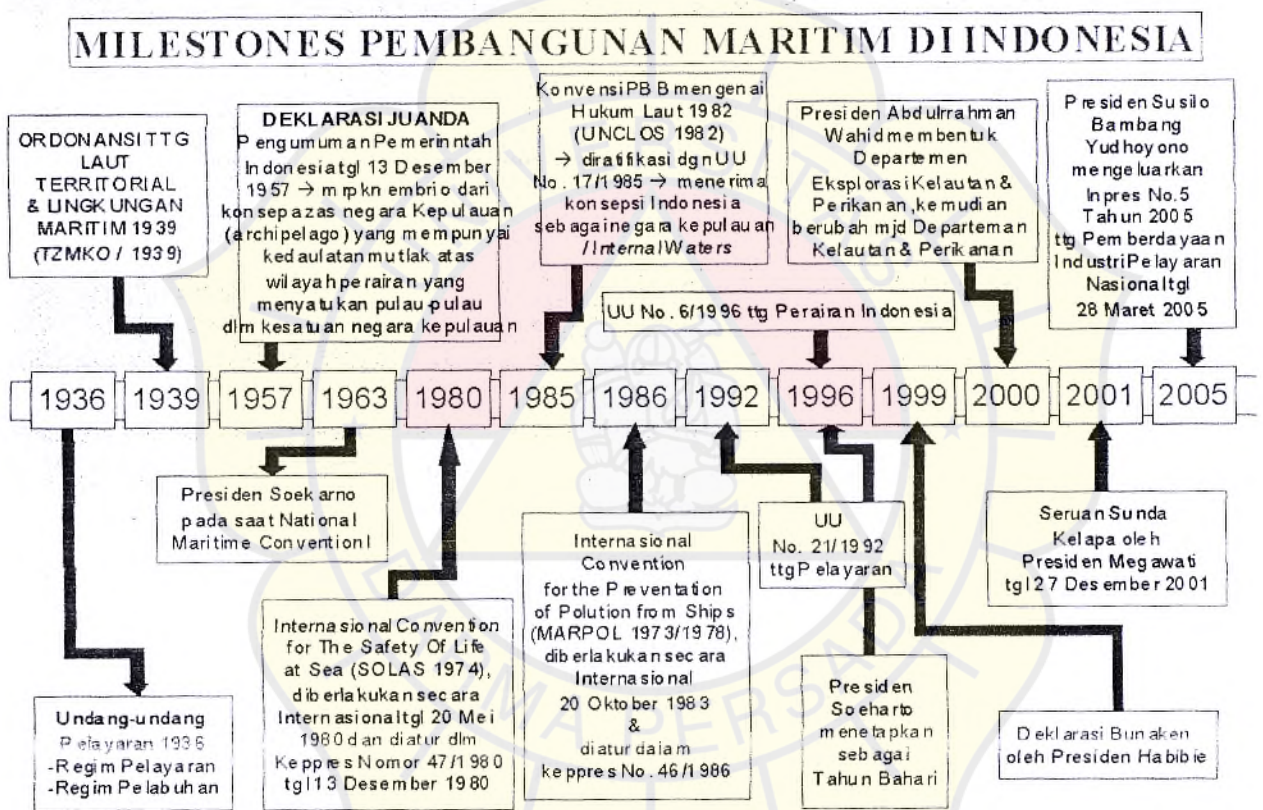 MILESTONES PEMBANGUNAN MARITIM DI INDONESIA
ORDONANSI TTG
LAUT
TERRITORIAL
& LINGKUNGAN
MARITIM 1939
(TZMKO / 1939)
DEKLARASI JUANDA
Pengumuman Pemerinntah
Indonesia tgl 13 Desember
1957 → mrpkn embrio dari
konsep azas negara Kepulauan
(archipelago) yang mempunyai
kedaulatan mutlak atas
wilayah perairan yang
menyatukan pulau-pulau
dlm kesatuan negara kepulauan
Konvensi PBB mengenai
Hukum Laut 1982
(UNCLOS 1982)
→ diratifikasi dgn UU
No. 17/1985 → menerima
konsepsi Indonesia
sebagai negara kepulauan
/Internal Waters
Presiden Abdulrrahman
Wahid membentuk
Departemen
Eksplorasi Kelautan &
Perikanan, kemudian
berubah mjd Departeman
Kelautan & Perikanan
Presiden Susilo
Bambang
Yudhoyono
mengeluarkan
Inpres No.5
Tahun 2005
ttg Pemberdayaan
Industri Pelayaran
Nasional tgl
28 Maret 2005
UU No. 6/1996 ttg Perairan Indonesia
1936 1939 1957 1963 1980 1985 1986 1992 1996 1999 2000 2001 2005
Presiden Soekarno
pada saat National
Maritime Convention I
UU
No. 21/1992
ttg Pelayaran
Seruan Sunda
Kelapa oleh
Presiden Megawati
tgl 27 Desember 2001
Undang-undang
Pelayaran 1936
-Regim Pelayaran
-Regim Pelabuhan
Internasional Convention
for The Safety Of Life
at Sea (SOLAS 1974),
diberlakukan secara
Internasional tgl 20 Mei
1980 dan diatur dlm
Keppres Nomor 47/1980
tgl 13 Desember 1980
Internasional
Convention
for the Preventation
of Polution from Ships
(MARPOL 1973/1978),
diberlakukan secara
Internasional
20 Oktober 1983
&
diatur dalam
keppres No. 46/1986
Presiden
Soeharto
menetapkan
sebagai
Tahun Bahari
Deklarasi Bunaken
oleh Presiden Habibie
UNIVERSITAS
DARMA PERSADA